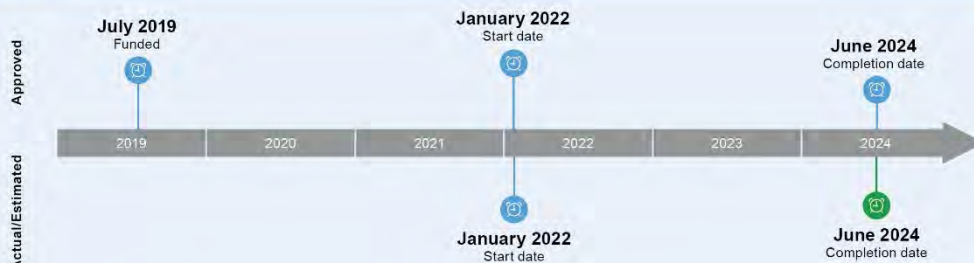 July 2019
Funded
January 2022
Start date
June 2024
Completion date
Approved
2019 2020 2021 2022 2023 2024
Actual/Estimated
January 2022
Start date
June 2024
Completion date